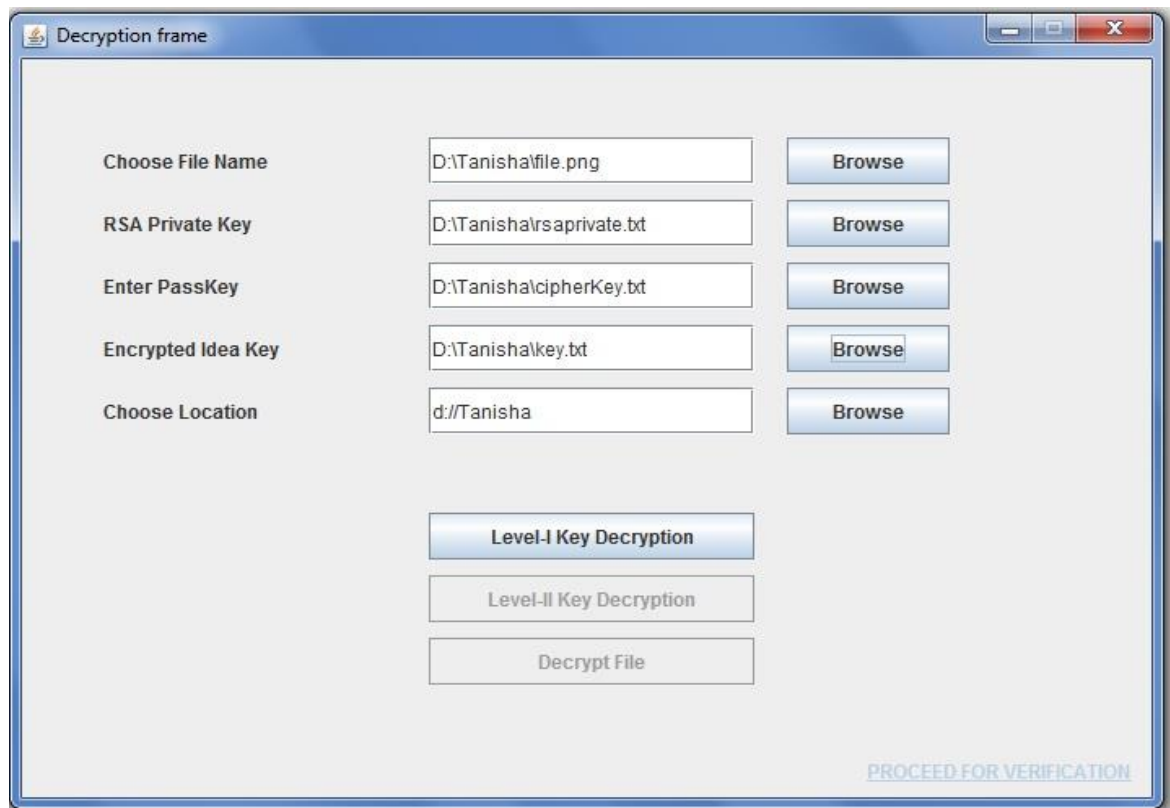 Decryption frame
Choose File Name D:\Tanisha\file.png Browse
RSA Private Key D:\Tanisha\rsaprivate.txt Browse
Enter PassKey D:\Tanisha\cipherKey.txt Browse
Encrypted Idea Key D:\Tanisha\key.txt Browse
Choose Location d://Tanisha Browse
Level-I Key Decryption
Level-II Key Decryption
Decrypt File
PROCEED FOR VERIFICATION